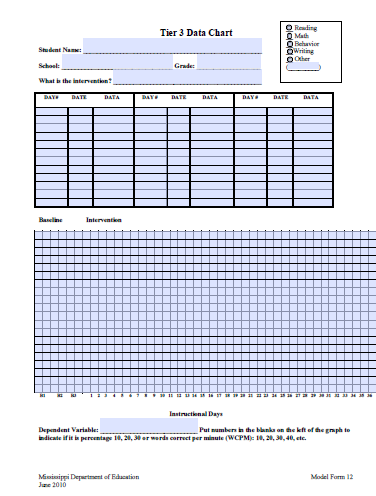 Tier 3 Data Chart
Reading
Math
Behavior
Writing
Other
Student Name:
School: Grade:
What is the intervention?
DAY# DATE DATA DAY # DATE DATA DAY # DATE DATA
Baseline Intervention
B1 B2 B3 1 2 3 4 5 6 7 8 9 10 11 12 13 14 15 16 17 18 19 20 21 22 23 24 25 26 27 28 29 30 31 32 33 34 35 36
Instructional Days
Dependent Variable: Put numbers in the blanks on the left of the graph to
indicate if it is percentage 10, 20, 30 or words correct per minute (WCPM): 10, 20, 30, 40, etc.
Mississippi Department of Education Model Form 12
June 2010